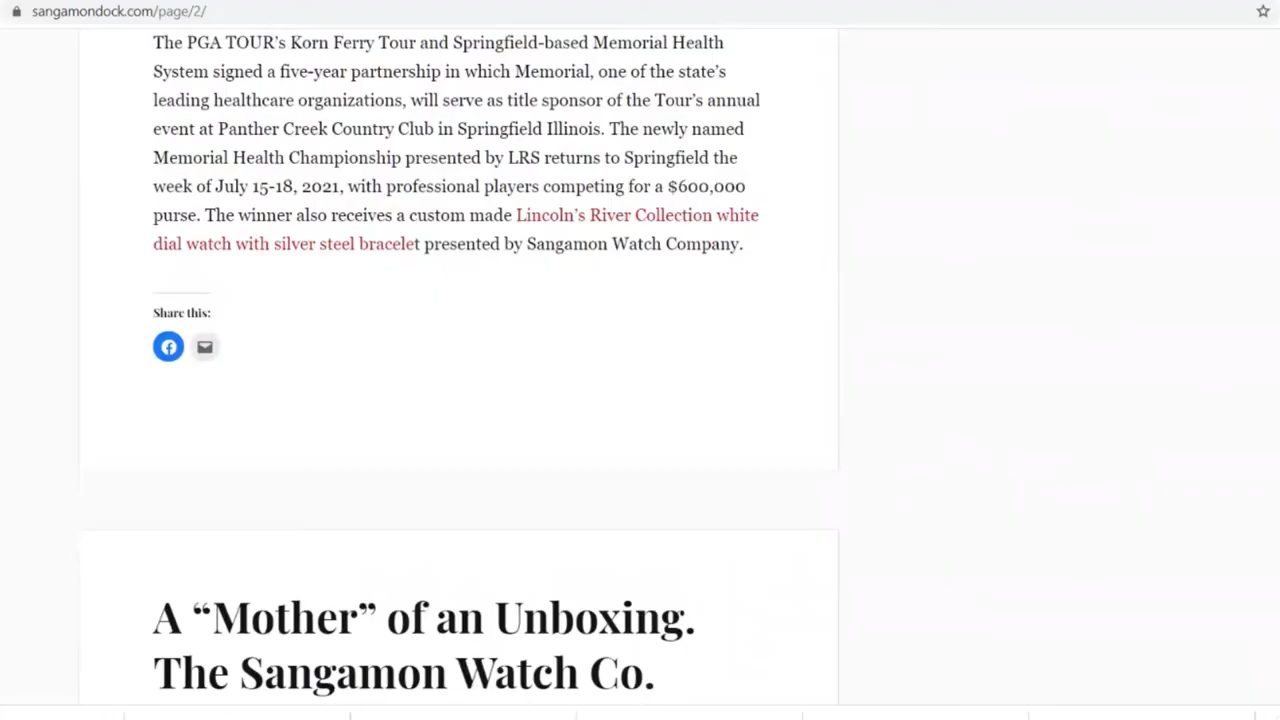 sangamondock.com/page/2/
The PGA TOUR’s Korn Ferry Tour and Springfield-based Memorial Health
System signed a five-year partnership in which Memorial, one of the state’s
leading healthcare organizations, will serve as title sponsor of the Tour’s annual
event at Panther Creek Country Club in Springfield Illinois. The newly named
Memorial Health Championship presented by LRS returns to Springfield the
week of July 15-18, 2021, with professional players competing for a $600,000
purse. The winner also receives a custom made Lincoln’s River Collection white
dial watch with silver steel bracelet presented by Sangamon Watch Company.
Share this:
A “Mother” of an Unboxing.
The Sangamon Watch Co.